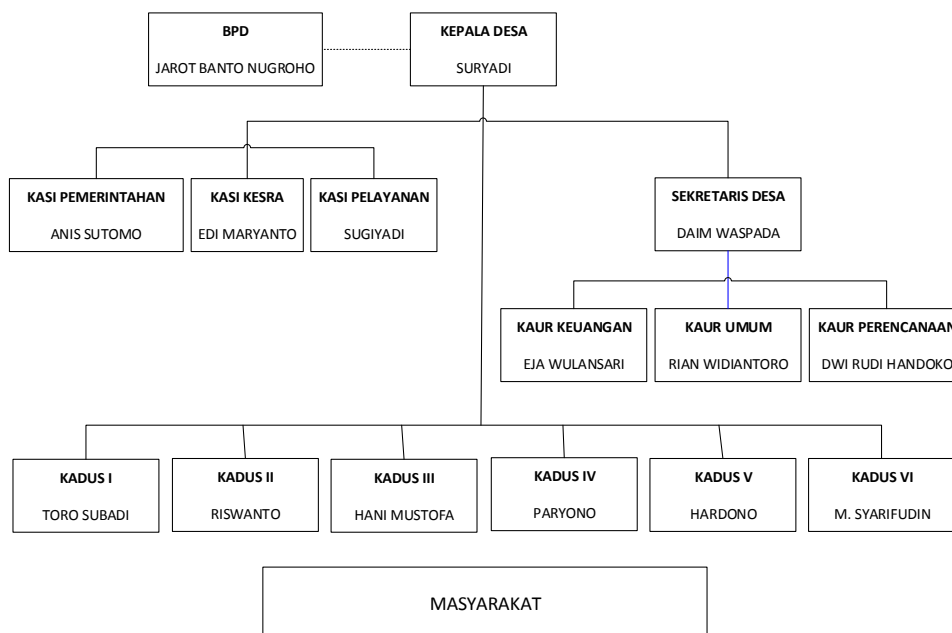 BPD
JAROT BANTO NUGROHO
KEPALA DESA
SURYADI
KASI PEMERINTAHAN
ANIS SUTOMO
KASI KESRA
EDI MARYANTO
KASI PELAYANAN
SUGIYADI
SEKRETARIS DESA
DAIM WASPADA
KAUR KEUANGAN
EJA WULANSARI
KAUR UMUM
RIAN WIDIANTORO
KAUR PERENCANAAN
DWI RUDI HANDOKO
KADUS I
TORO SUBADI
KADUS II
RISWANTO
KADUS III
HANI MUSTOFA
KADUS IV
PARYONO
KADUS V
HARDONO
KADUS VI
M. SYARIFUDIN
MASYARAKAT